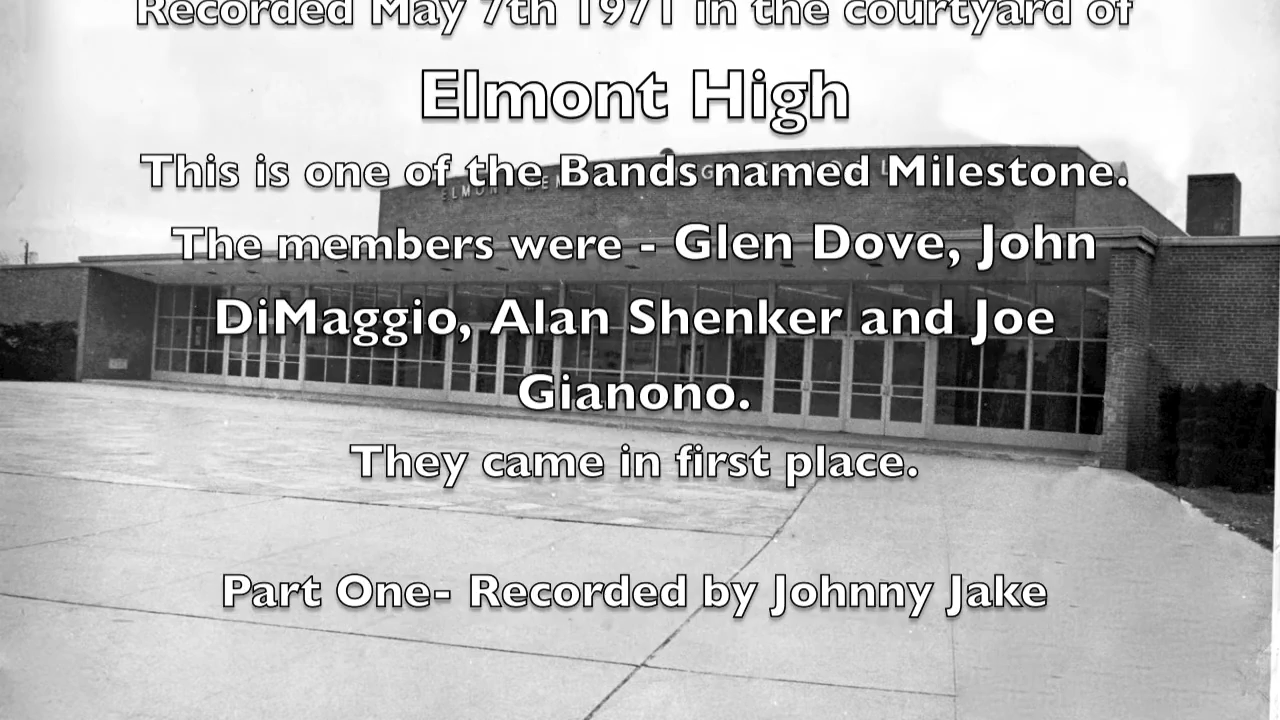 Recorded May 7th 1971 in the courtyard of
Elmont High
This is one of the Bands named Milestone.
The members were - Glen Dove, John
DiMaggio, Alan Shenker and Joe
Gianono.
They came in first place.
Part One- Recorded by Johnny Jake